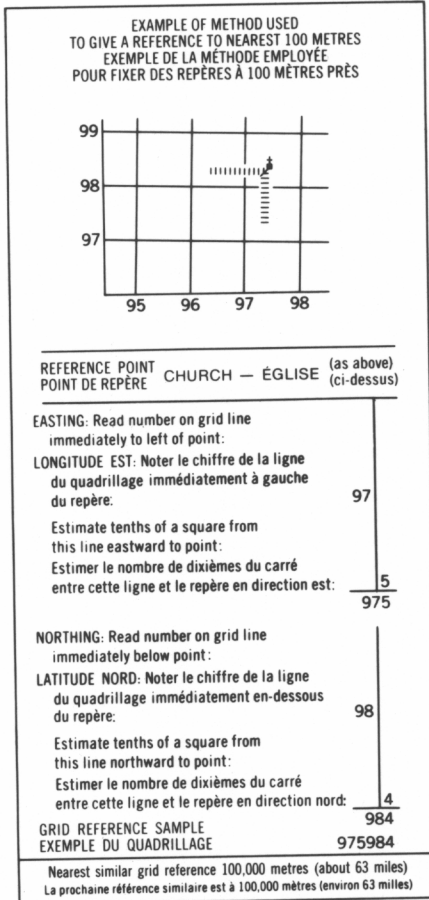 EXAMPLE OF METHOD USED
TO GIVE A REFERENCE TO NEAREST 100 METRES
EXEMPLE DE LA MÉTHODE EMPLOYÉE
POUR FIXER DES REPÈRES À 100 MÈTRES PRÈS
99
98
97
95 96 97 98
REFERENCE POINT
POINT DE REPÈRE
CHURCH — ÉGLISE
(as above)
(ci-dessus)
EASTING: Read number on grid line
immediately to left of point:
LONGITUDE EST: Noter le chiffre de la ligne
du quadrillage immédiatement à gauche
du repère: 97
Estimate tenths of a square from
this line eastward to point:
Estimer le nombre de dixièmes du carré
entre cette ligne et le repère en direction est: 5
975
NORTHING: Read number on grid line
immediately below point:
LATITUDE NORD: Noter le chiffre de la ligne
du quadrillage immédiatement en-dessous
du repère: 98
Estimate tenths of a square from
this line northward to point:
Estimer le nombre de dixièmes du carré
entre cette ligne et le repère en direction nord: 4
984
GRID REFERENCE SAMPLE
EXEMPLE DU QUADRILLAGE 975984
Nearest similar grid reference 100,000 metres (about 63 miles)
La prochaine référence similaire est à 100,000 mètres (environ 63 milles)